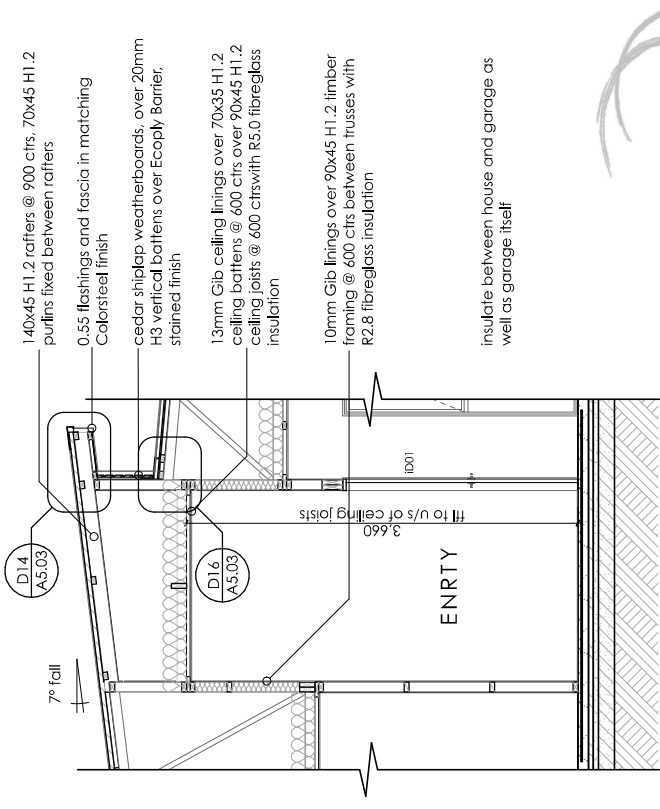 140x45 H1.2 rafters @ 900 ctrs, 70x45 H1.2
purlins fixed between rafters
0.55 flashings and fascia in matching
Colorsteel finish
cedar shiplap weatherboards, over 20mm
H3 vertical battens over Ecoply Barrier,
stained finish
13mm Gib ceiling linings over 70x35 H1.2
ceiling battens @ 600 ctrs over 90x45 H1.2
ceiling joists @ 600 ctrswith R5.0 fibreglass
insulation
10mm Gib linings over 90x45 H1.2 timber
framing @ 600 ctrs between trusses with
R2.8 fibreglass insulation
insulate between house and garage as
well as garage itself
D14
A5.03
D16
A5.03
7° fall
iD01
3,660
ffl to u/s of ceiling joists
ENRTY